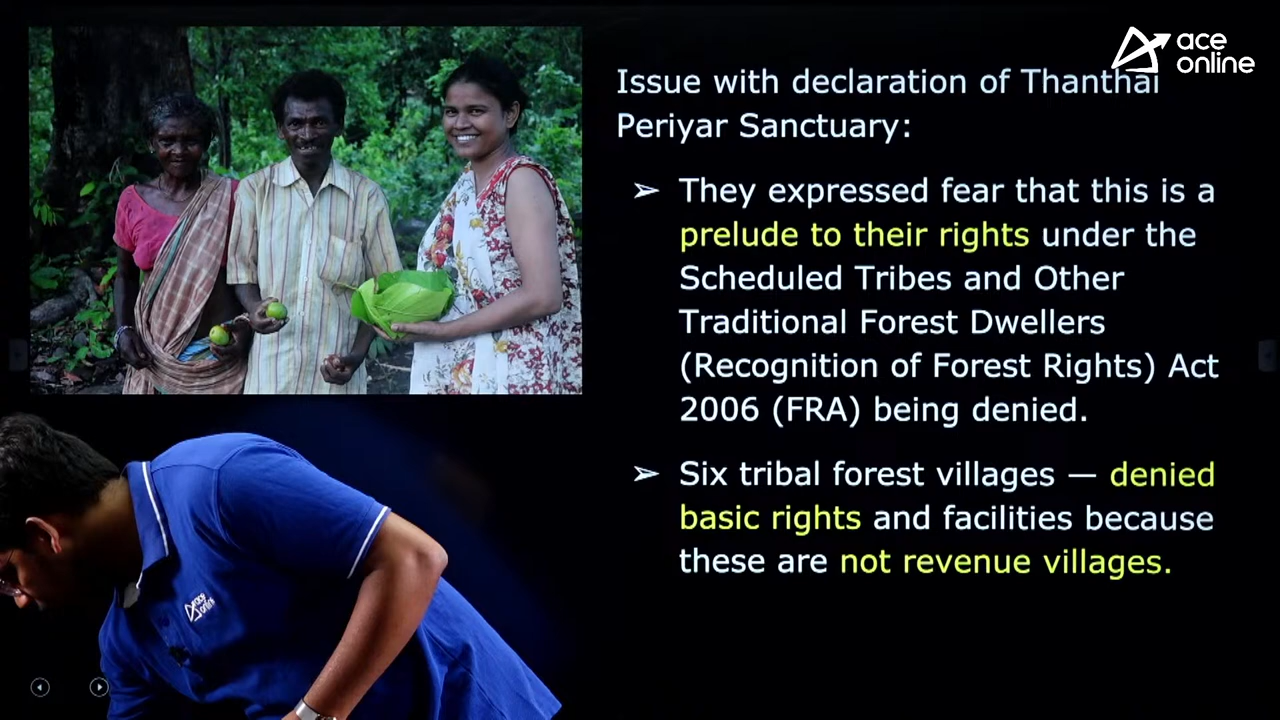 ace
online
Issue with declaration of Thanthai
Periyar Sanctuary:
➢ They expressed fear that this is a
prelude to their rights under the
Scheduled Tribes and Other
Traditional Forest Dwellers
(Recognition of Forest Rights) Act
2006 (FRA) being denied.
➢ Six tribal forest villages — denied
basic rights and facilities because
these are not revenue villages.
ace
online